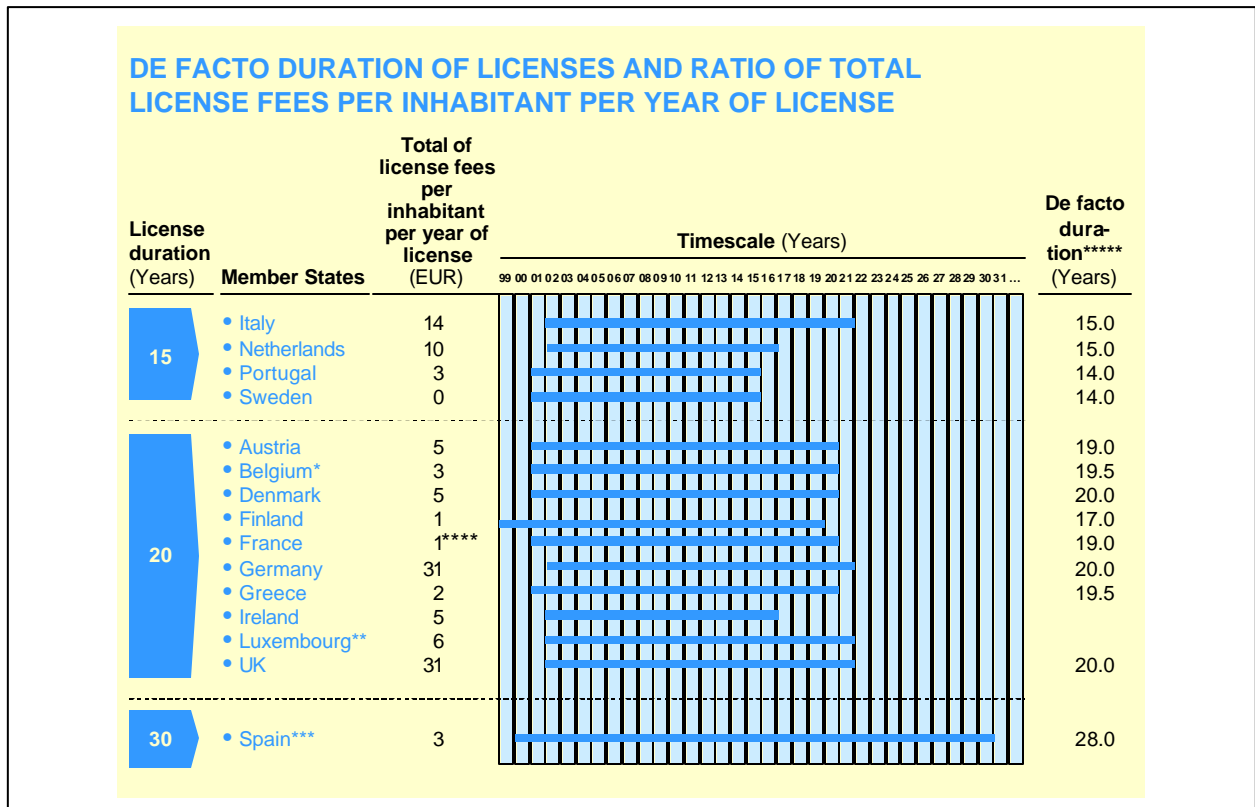 DE FACTO DURATION OF LICENSES AND RATIO OF TOTAL
LICENSE FEES PER INHABITANT PER YEAR OF LICENSE
License
duration
(Years)
Member States
Total of
license fees
per
inhabitant
per year of
license
(EUR)
Timescale (Years)
99 00 01 02 03 04 05 06 07 08 09 10 11 12 13 14 15 16 17 18 19 20 21 22 23 24 25 26 27 28 29 30 31 ...
De facto
dura-
tion*****
(Years)
15
• Italy 14 15.0
• Netherlands 10 15.0
• Portugal 3 14.0
• Sweden 0 14.0
20
• Austria 5 19.0
• Belgium* 3 19.5
• Denmark 5 20.0
• Finland 1 17.0
• France 1**** 19.0
• Germany 31 20.0
• Greece 2 19.5
• Ireland 5
• Luxembourg** 6
• UK 31 20.0
30
• Spain*** 3 28.0